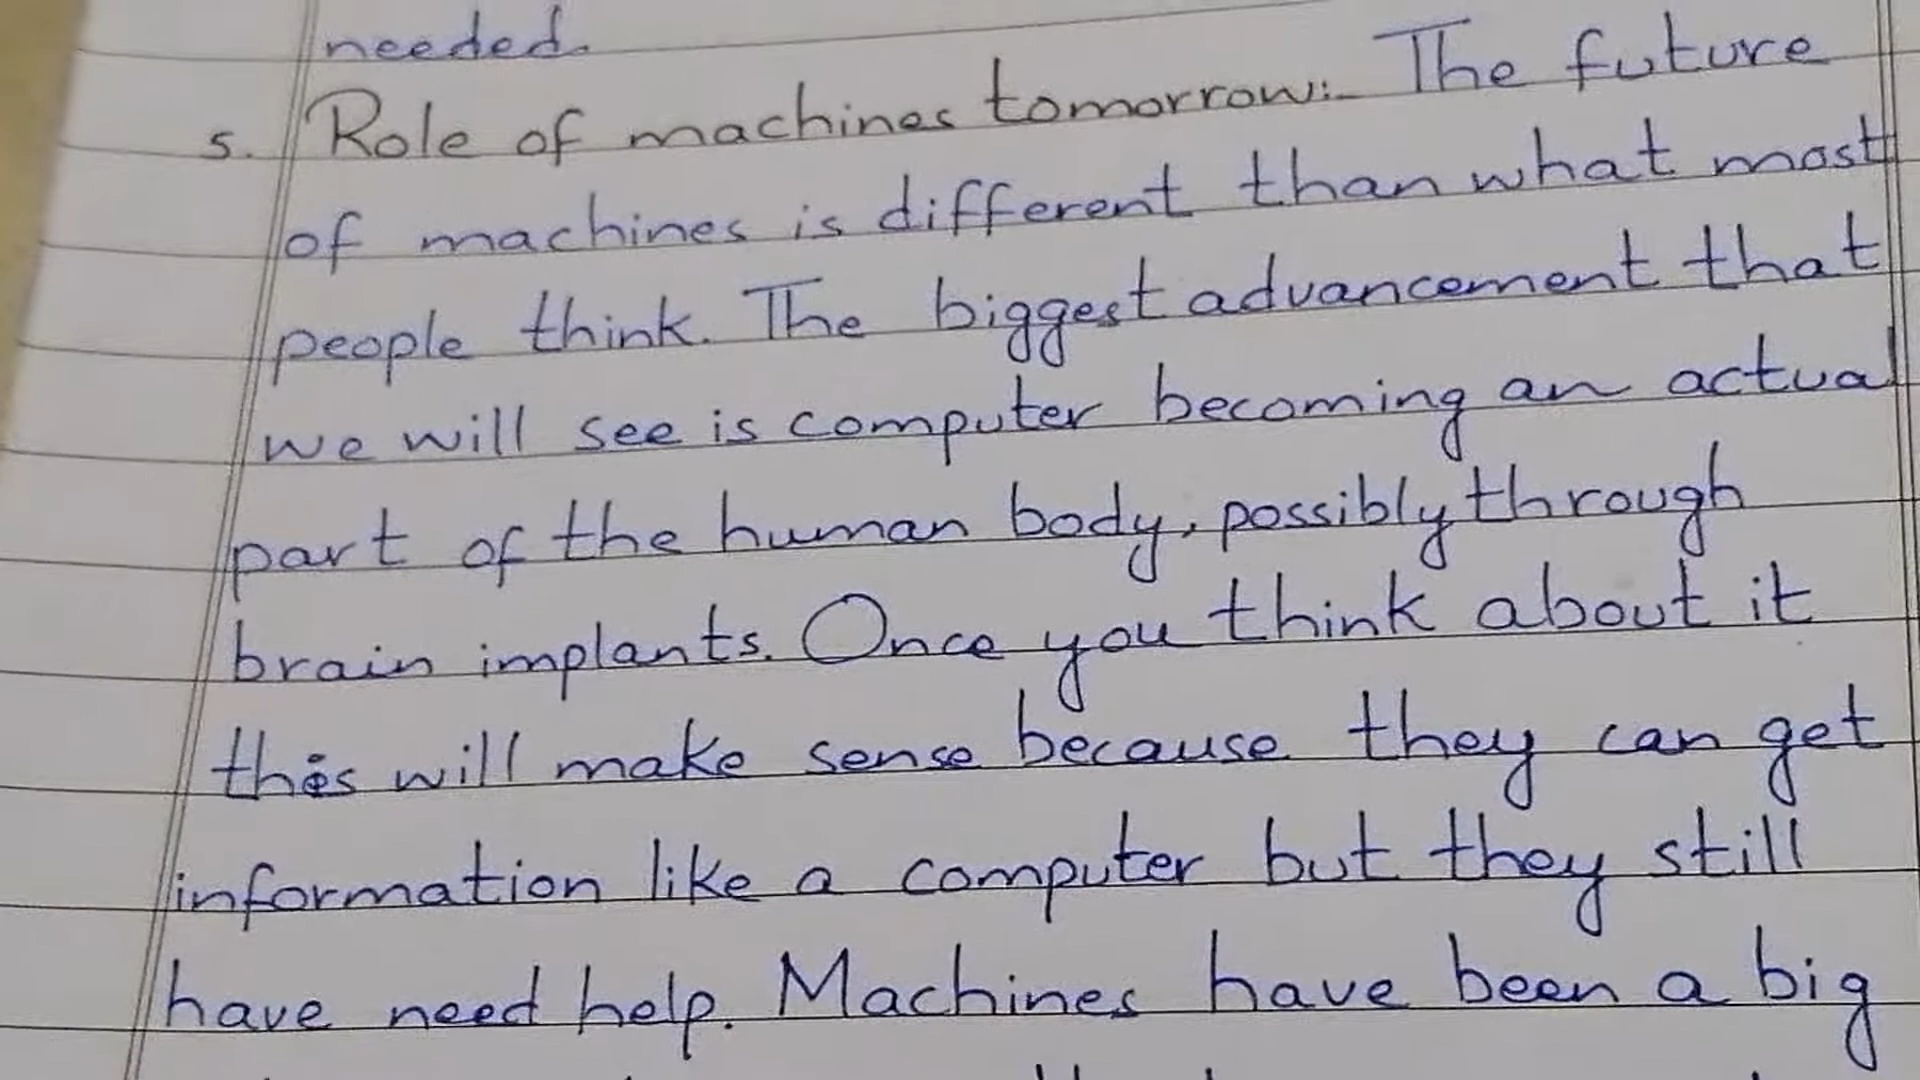 needed.
5. Role of machines tomorrow:- The future
of machines is different than what most
people think. The biggest advancement that
we will see is computer becoming an actual
part of the human body, possibly through
brain implants. Once you think about it
this will make sense because they can get
information like a computer but they still
have need help. Machines have been a big